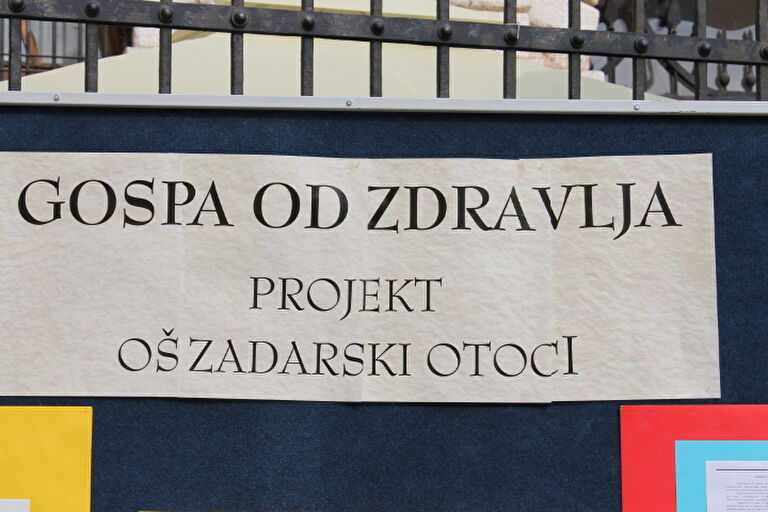 GOSPA OD ZDRAVLJA
PROJEKT
OŠ ZADARSKI OTOCI